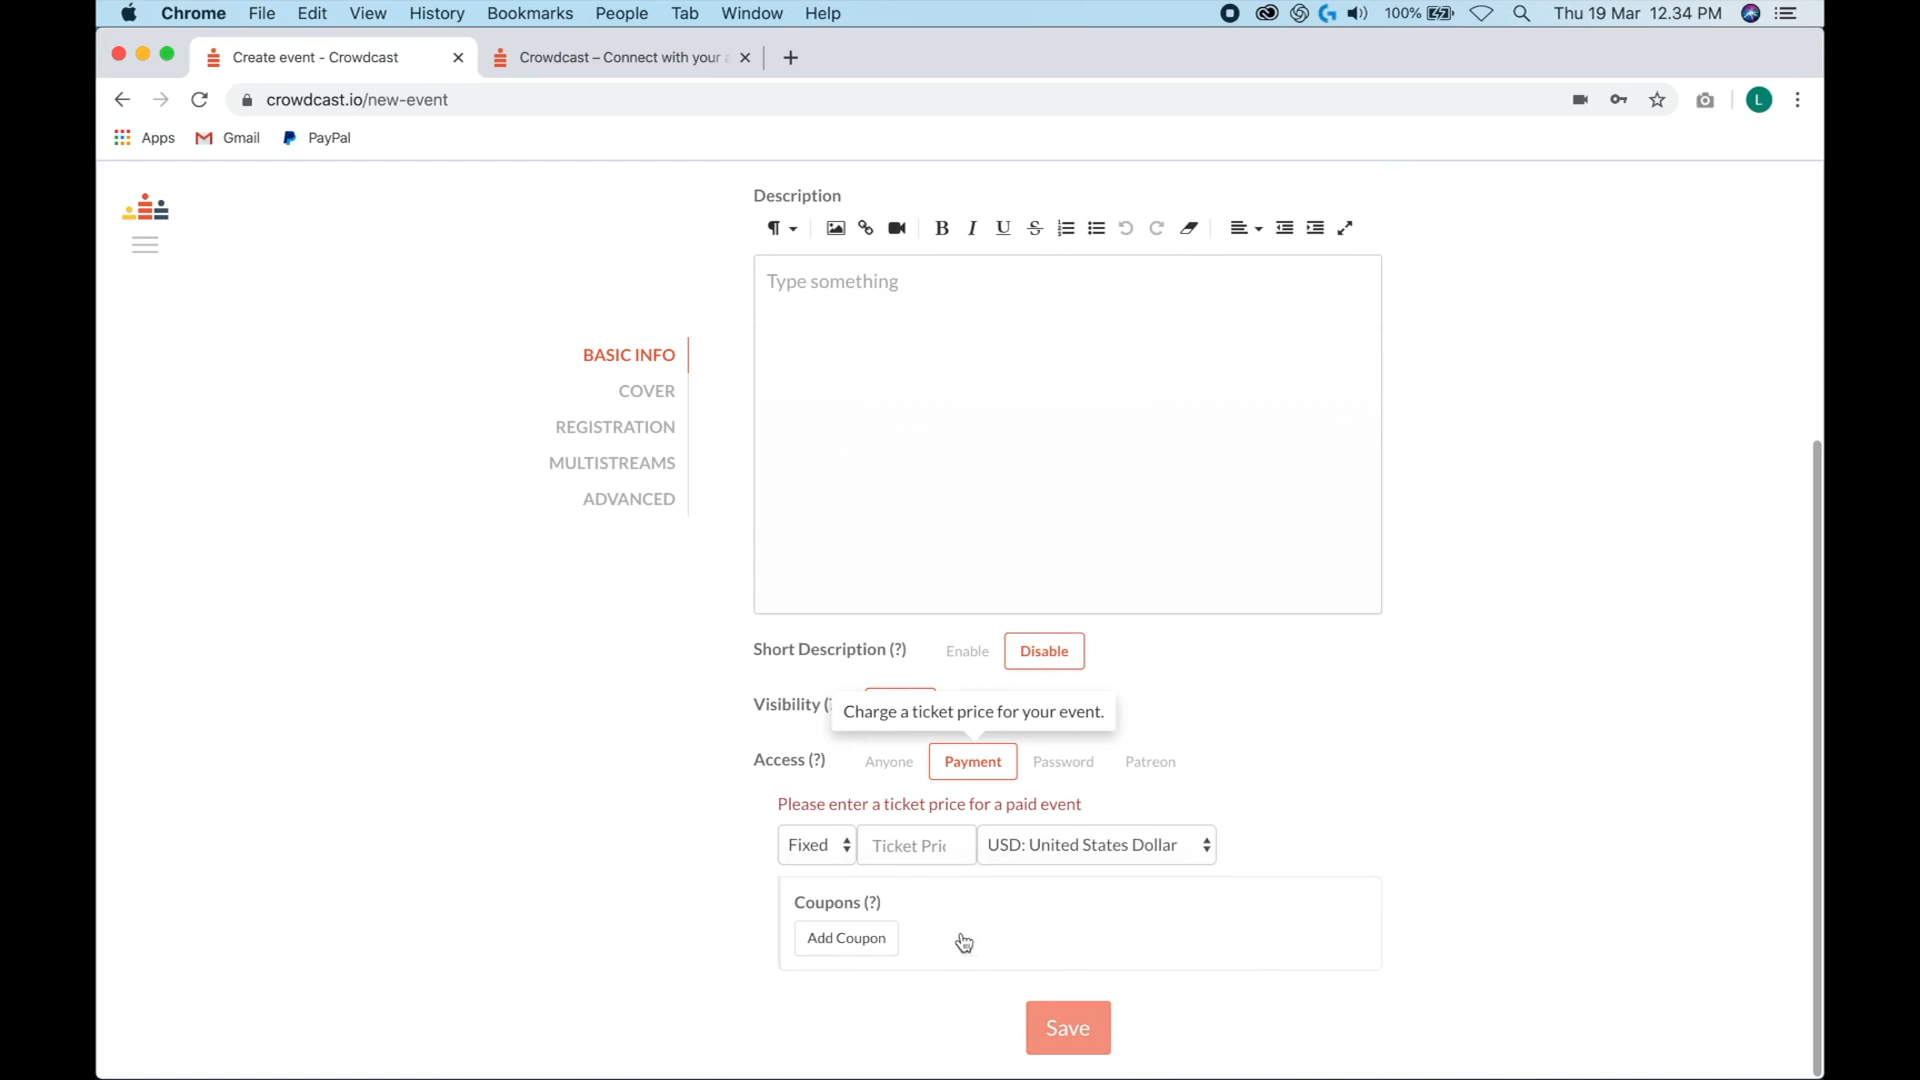 Chrome File Edit View History Bookmarks People Tab Window Help 100% Thu 19 Mar 12.34 PM
Create event - Crowdcast Crowdcast – Connect with your a
crowdcast.io/new-event L
Apps Gmail PayPal
Description
B I U S
Type something
BASIC INFO
COVER
REGISTRATION
MULTISTREAMS
ADVANCED
Short Description (?) Enable Disable
Visibility (?
Charge a ticket price for your event.
Access (?) Anyone Payment Password Patreon
Please enter a ticket price for a paid event
Fixed Ticket Pric USD: United States Dollar
Coupons (?)
Add Coupon
Save